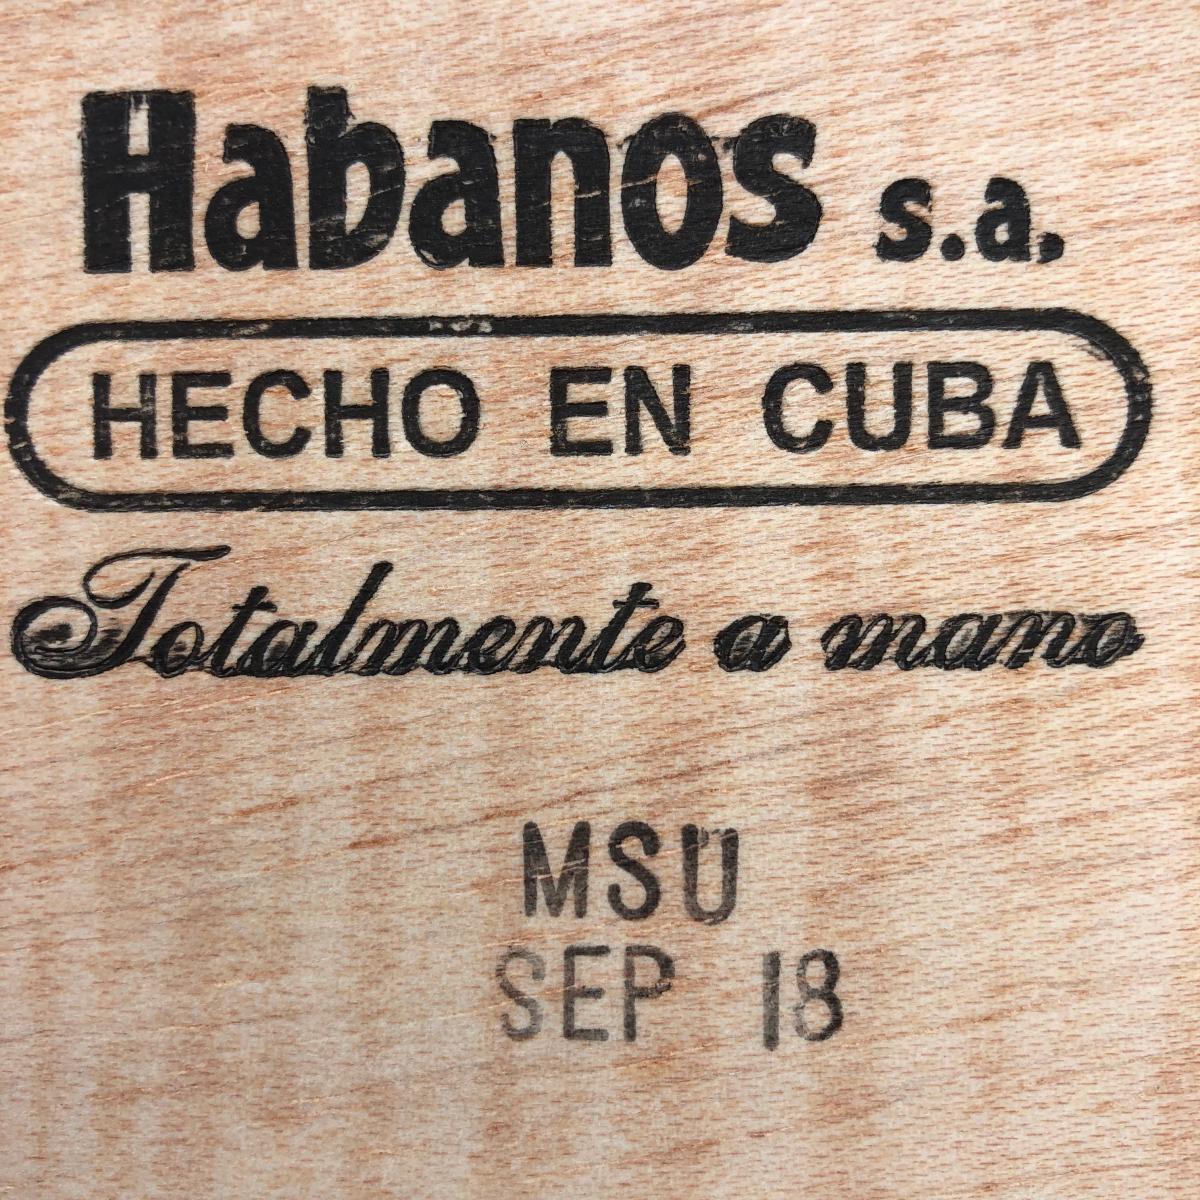 Habanos s.a.
HECHO EN CUBA
Totalmente a mano
MSU
SEP 18